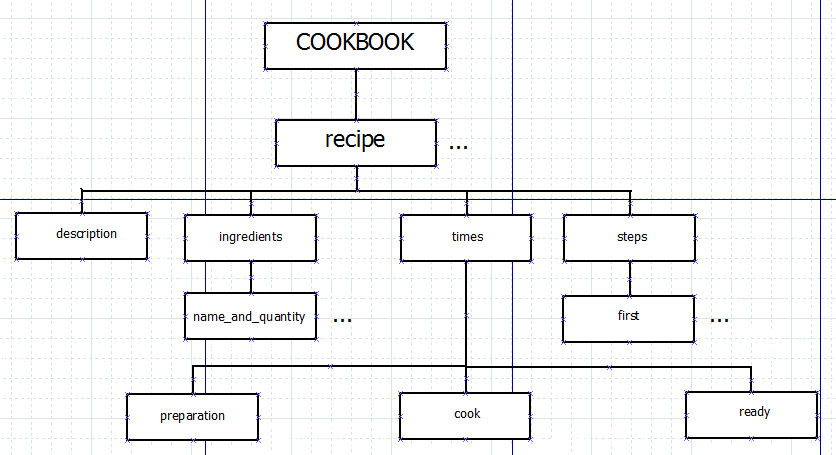 COOKBOOK
recipe ...
description ingredients times steps
name_and_quantity ... first ...
preparation cook ready